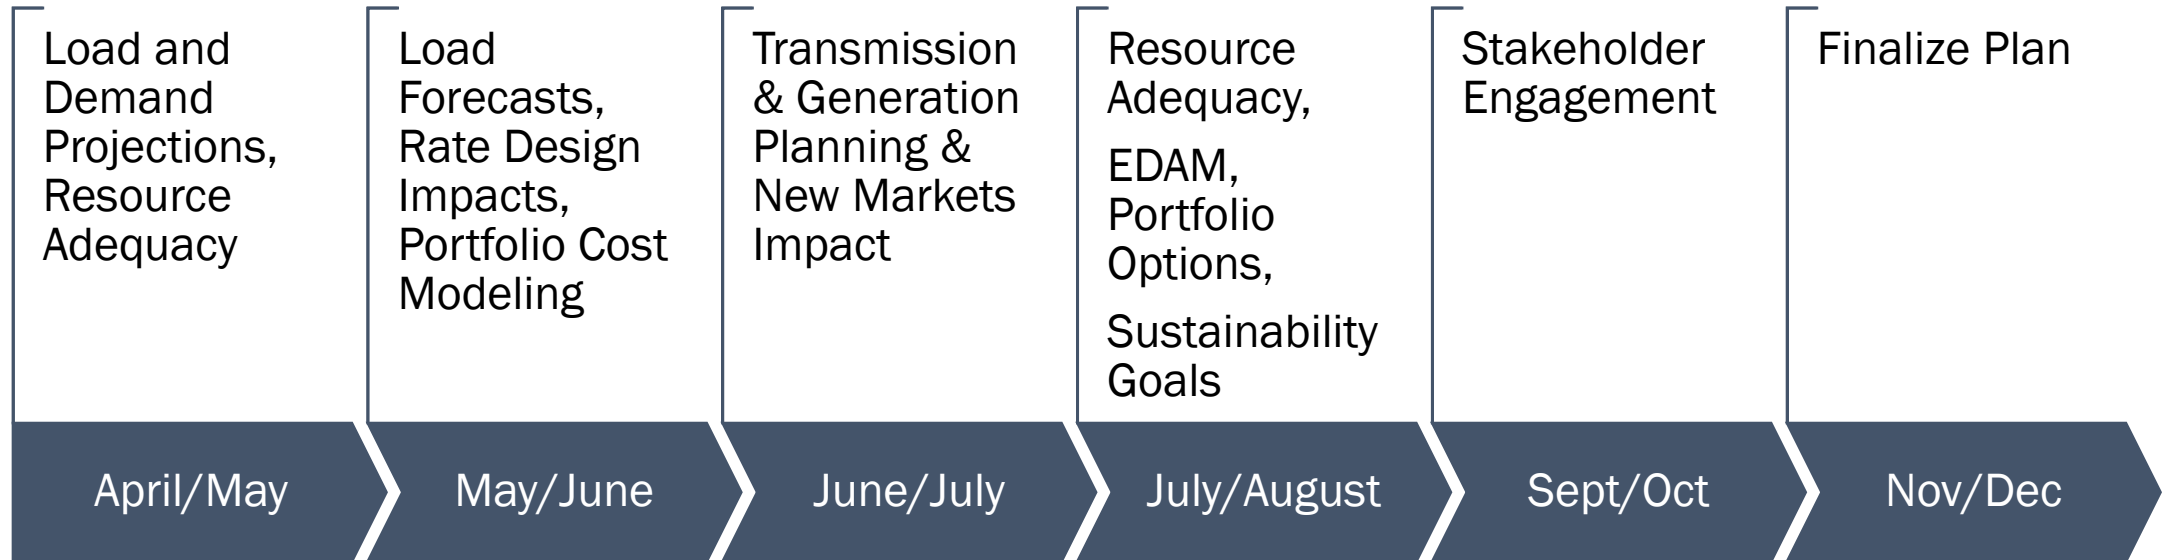 Load and
Demand
Projections,
Resource
Adequacy
Load
Forecasts,
Rate Design
Impacts,
Portfolio Cost
Modeling
Transmission
& Generation
Planning &
New Markets
Impact
Resource
Adequacy,
EDAM,
Portfolio
Options,
Sustainability
Goals
Stakeholder
Engagement
Finalize Plan
April/May
May/June
June/July
July/August
Sept/Oct
Nov/Dec